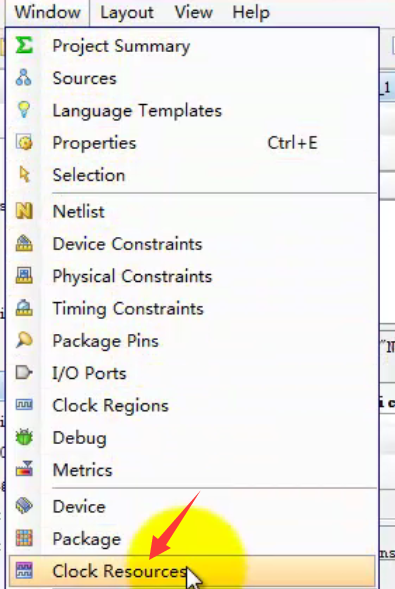 Window Layout View Help
Project Summary
Sources
Language Templates
Properties Ctrl+E
Selection
Netlist
Device Constraints
Physical Constraints
Timing Constraints
Package Pins
I/O Ports
Clock Regions
Debug
Metrics
Device
Package
Clock Resources